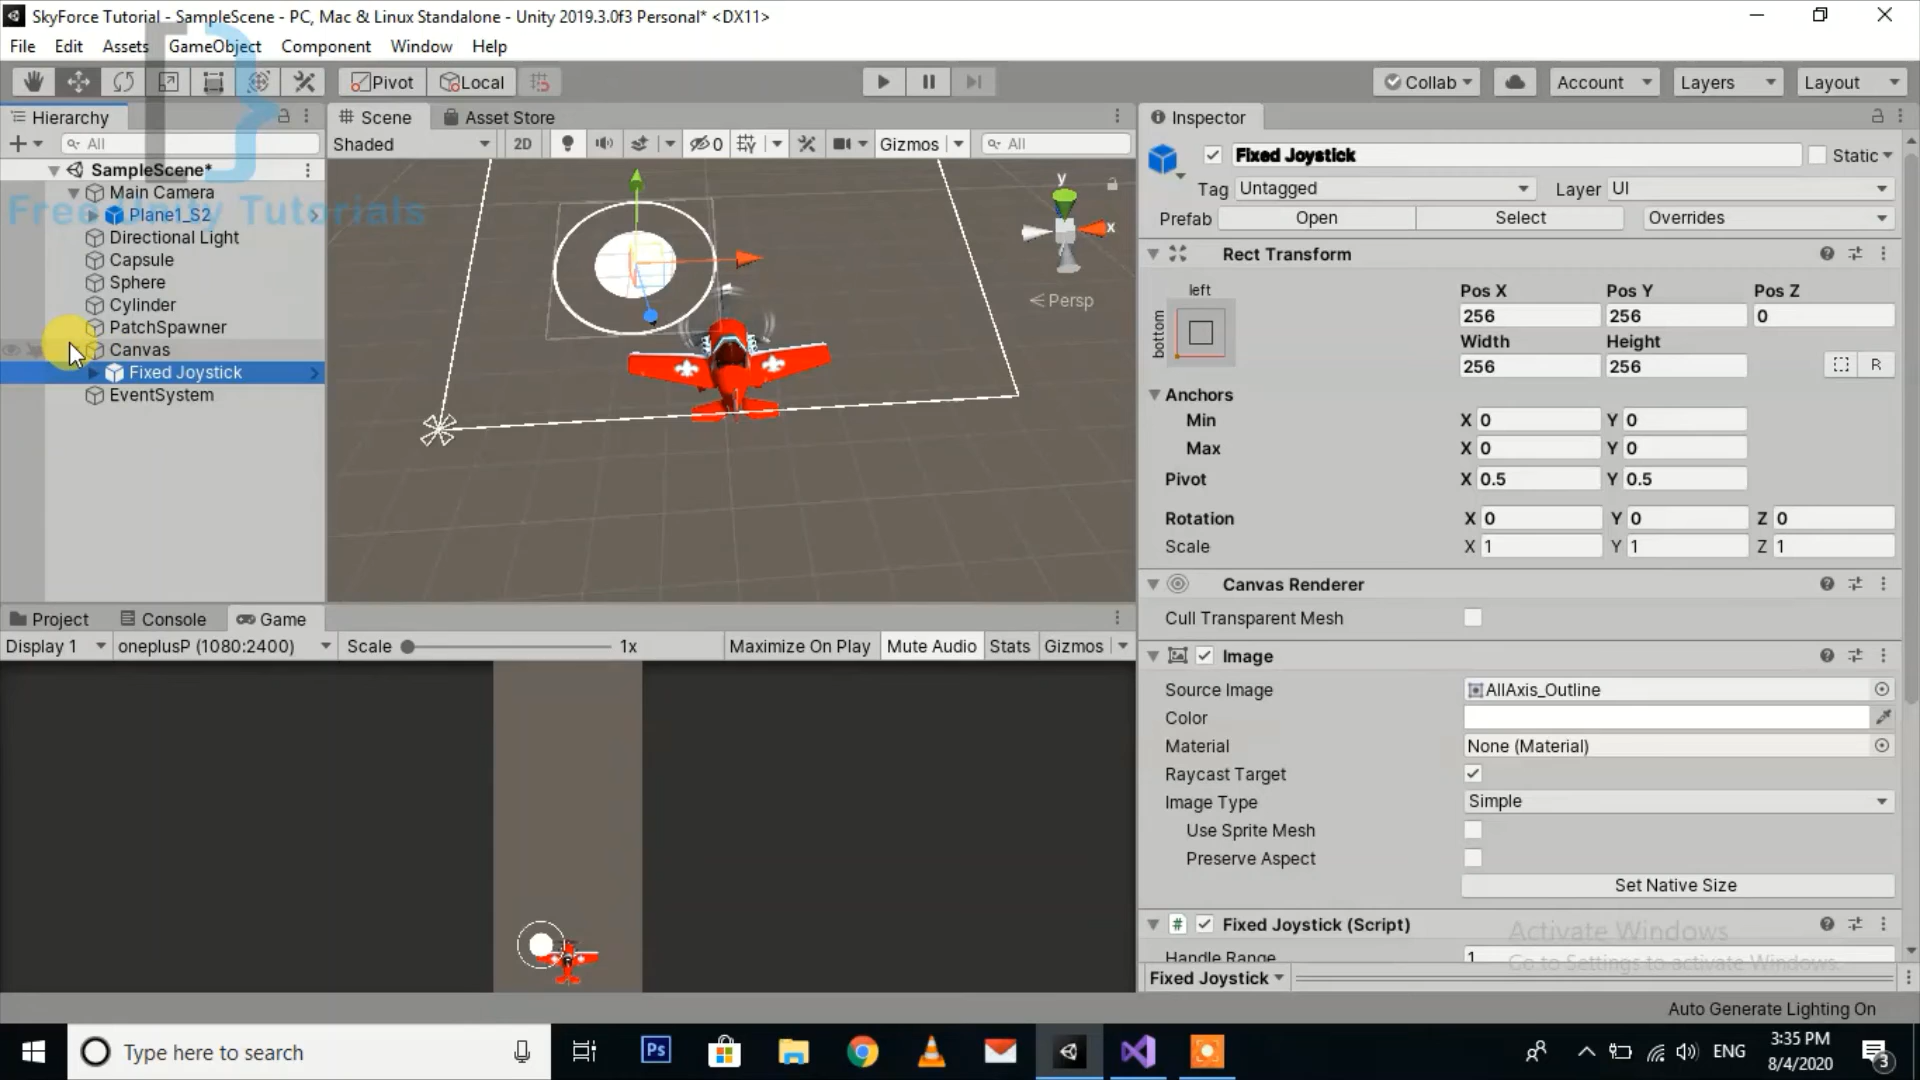 SkyForce Tutorial - SampleScene - PC, Mac & Linux Standalone - Unity 2019.3.0f3 Personal* <DX11>
File Edit Assets GameObject Component Window Help
Pivot Local Collab Account Layers Layout
Hierarchy
All
SampleScene*
Main Camera
Plane1_S2
Free Unity Tutorials
Directional Light
Capsule
Sphere
Cylinder
PatchSpawner
Canvas
Fixed Joystick
EventSystem
Scene Asset Store
Shaded 2D 0 Gizmos All
y
x
Persp
Inspector
Fixed Joystick Static
Tag Untagged Layer UI
Prefab Open Select Overrides
Rect Transform
left
bottom
Pos X Pos Y Pos Z
256 256 0
Width Height
256 256 R
Anchors
Min X 0 Y 0
Max X 0 Y 0
Pivot X 0.5 Y 0.5
Rotation X 0 Y 0 Z 0
Scale X 1 Y 1 Z 1
Canvas Renderer
Cull Transparent Mesh
Image
Source Image AllAxis_Outline
Color
Material None (Material)
Raycast Target
Image Type Simple
Use Sprite Mesh
Preserve Aspect
Set Native Size
# Fixed Joystick (Script)
Handle Range 1
Activate Windows
Go to Settings to activate Windows.
Fixed Joystick
Project Console Game
Display 1 oneplusP (1080:2400) Scale 1x Maximize On Play Mute Audio Stats Gizmos
Auto Generate Lighting On
Type here to search
Ps
ENG
3:35 PM
8/4/2020
3